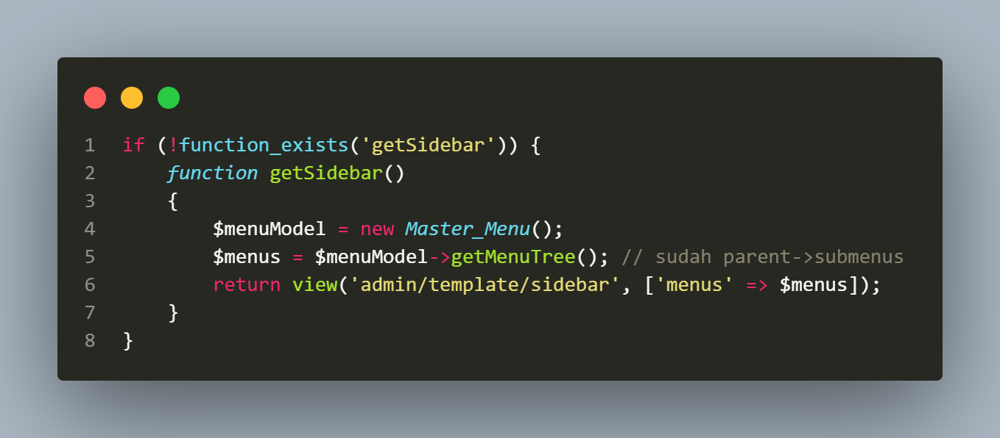 1 if (!function_exists('getSidebar')) {
2     function getSidebar()
3     {
4         $menuModel = new Master_Menu();
5         $menus = $menuModel->getMenuTree(); // sudah parent->submenus
6         return view('admin/template/sidebar', ['menus' => $menus]);
7     }
8 }